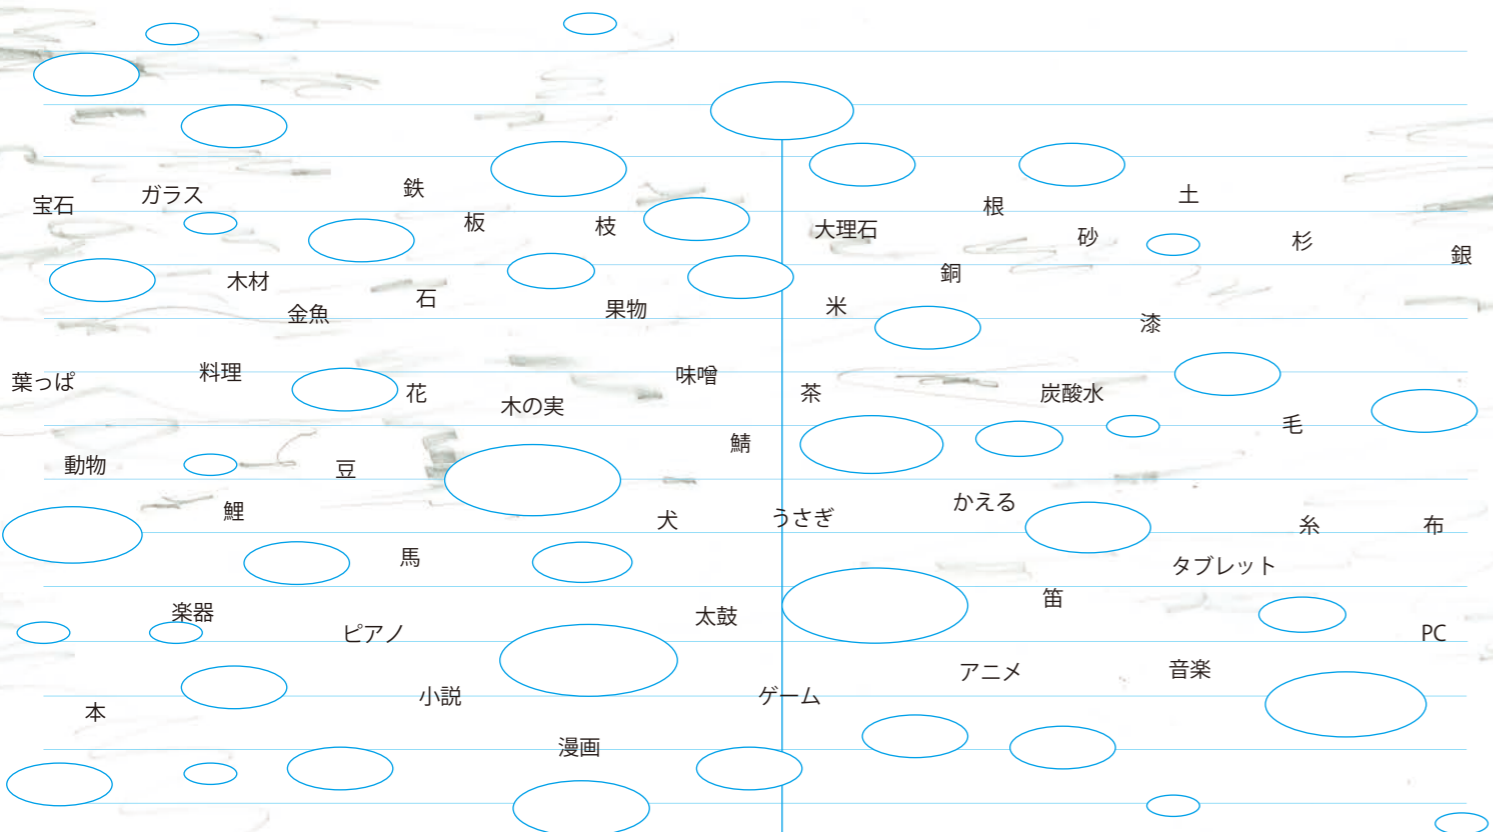 宝石
ガラス
鉄
板
枝
大理石
根
土
砂
杉
銀
木材
金魚
石
果物
米
銅
漆
葉っぱ
料理
花
木の実
味噌
茶
炭酸水
毛
動物
豆
鯖
鯉
馬
犬
うさぎ
かえる
糸
布
タブレット
楽器
ピアノ
太鼓
笛
PC
本
小説
ゲーム
アニメ
音楽
漫画